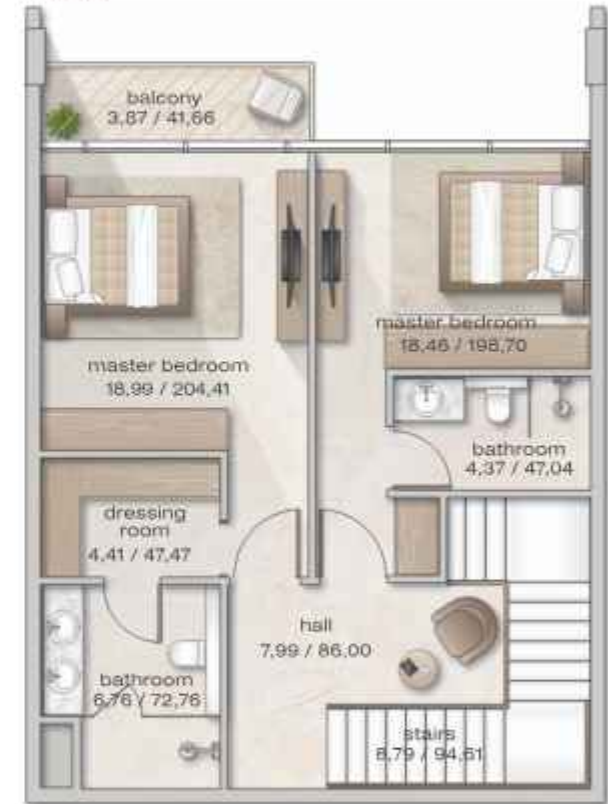 balcony
3,87 / 41,66
master bedroom
18,46 / 198,70
master bedroom
18,99 / 204,41
bathroom
4,37 / 47,04
dressing
room
4,41 / 47,47
hall
7,99 / 86,00
bathroom
6,76 / 72,76
stairs
8,79 / 94,61